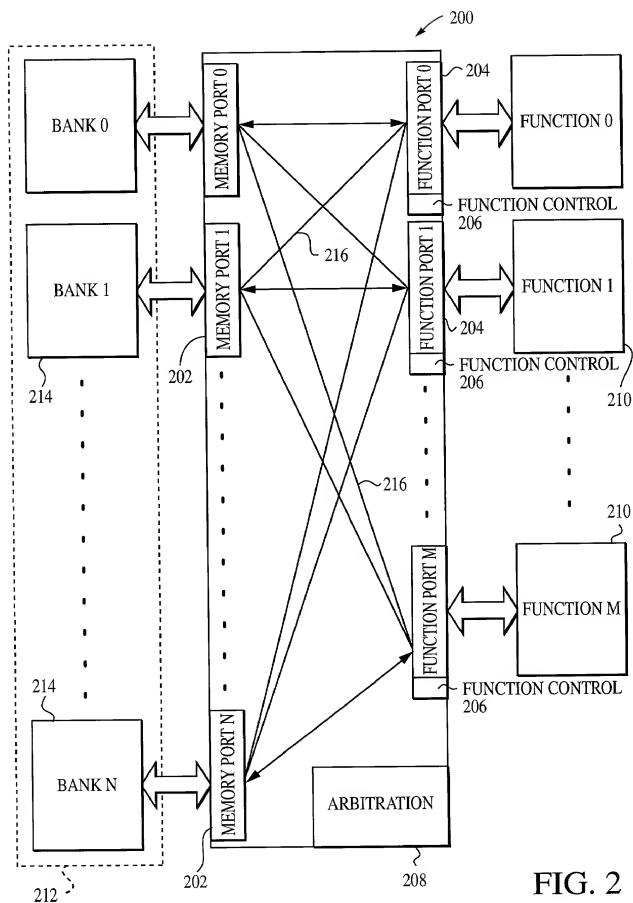 200
BANK 0
MEMORY PORT 0
FUNCTION PORT 0
204
FUNCTION 0
FUNCTION CONTROL
206
BANK 1
MEMORY PORT 1
216
FUNCTION PORT 1
FUNCTION 1
204
214
202
FUNCTION CONTROL
206
210
216
210
FUNCTION PORT M
FUNCTION M
214
FUNCTION CONTROL
206
BANK N
MEMORY PORT N
ARBITRATION
212
202
208
FIG. 2